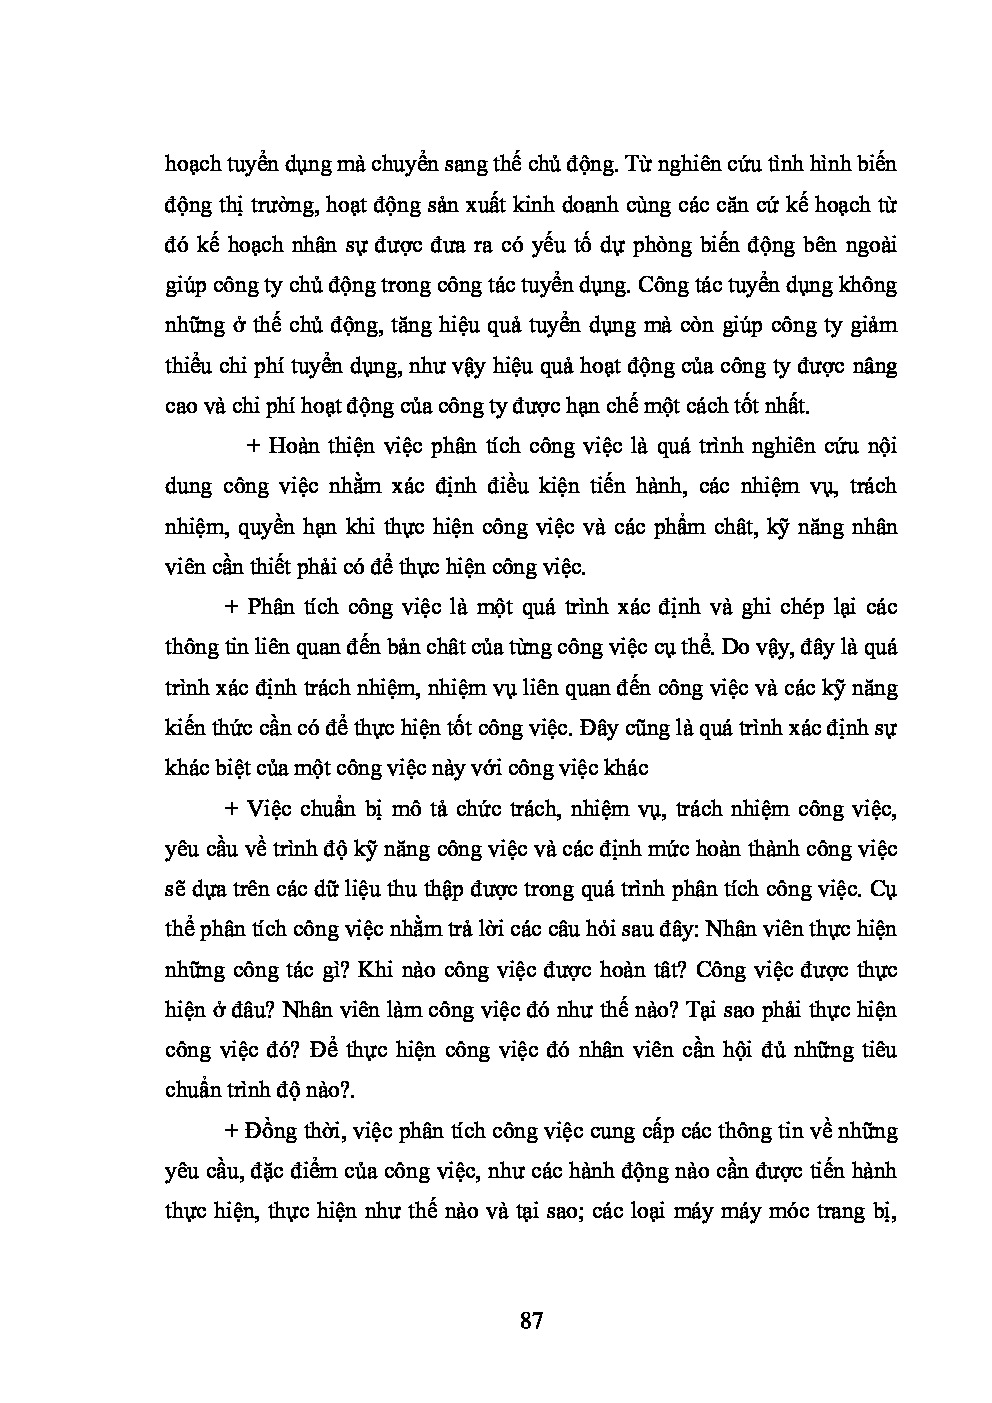 hoạch tuyển dụng mà chuyển sang thế chủ động. Từ nghiên cứu tình hình biến
động thị trường, hoạt động sản xuất kinh doanh cùng các căn cứ kế hoạch từ
đó kế hoạch nhân sự được đưa ra có yếu tố dự phòng biến động bên ngoài
giúp công ty chủ động trong công tác tuyển dụng. Công tác tuyển dụng không
những ở thế chủ động, tăng hiệu quả tuyển dụng mà còn giúp công ty giảm
thiểu chi phí tuyển dụng, như vậy hiệu quả hoạt động của công ty được nâng
cao và chi phí hoạt động của công ty được hạn chế một cách tốt nhất.
+ Hoàn thiện việc phân tích công việc là quá trình nghiên cứu nội
dung công việc nhằm xác định điều kiện tiến hành, các nhiệm vụ, trách
nhiệm, quyền hạn khi thực hiện công việc và các phẩm chât, kỹ năng nhân
viên cần thiết phải có để thực hiện công việc.
+ Phân tích công việc là một quá trình xác định và ghi chép lại các
thông tin liên quan đến bản chât của từng công việc cụ thể. Do vậy, đây là quá
trình xác định trách nhiệm, nhiệm vụ liên quan đến công việc và các kỹ năng
kiến thức cần có để thực hiện tốt công việc. Đây cũng là quá trình xác định sự
khác biệt của một công việc này với công việc khác
+ Việc chuẩn bị mô tả chức trách, nhiệm vụ, trách nhiệm công việc,
yêu cầu về trình độ kỹ năng công việc và các định mức hoàn thành công việc
sẽ dựa trên các dữ liệu thu thập được trong quá trình phân tích công việc. Cụ
thể phân tích công việc nhằm trả lời các câu hỏi sau đây: Nhân viên thực hiện
những công tác gì? Khi nào công việc được hoàn tât? Công việc được thực
hiện ở đâu? Nhân viên làm công việc đó như thế nào? Tại sao phải thực hiện
công việc đó? Để thực hiện công việc đó nhân viên cần hội đủ những tiêu
chuẩn trình độ nào?.
+ Đồng thời, việc phân tích công việc cung cấp các thông tin về những
yêu cầu, đặc điểm của công việc, như các hành động nào cần được tiến hành
thực hiện, thực hiện như thế nào và tại sao; các loại máy máy móc trang bị,
87